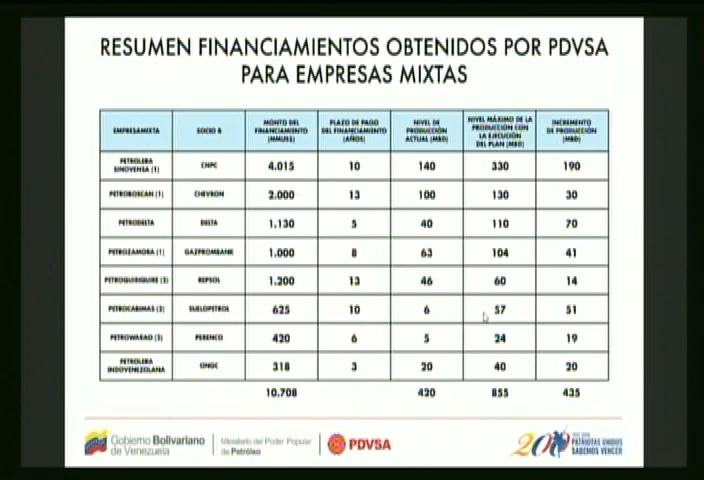 RESUMEN FINANCIAMIENTOS OBTENIDOS POR PDVSA
PARA EMPRESAS MIXTAS
EMPRESA MIXTA SOCIO B MONTO DEL FINANCIAMIENTO (MMUS$) PLAZO DE PAGO DEL FINANCIAMIENTO (AÑOS) NIVEL DE PRODUCCIÓN ACTUAL (MBD) NIVEL MÁXIMO DE LA PRODUCCIÓN CON LA EJECUCIÓN DEL PLAN (MBD) INCREMENTO DE PRODUCCIÓN (MBD)
PETROLERA SINOVENSA (1) CNPC 4.015 10 140 330 190
PETROBOSCAN (1) CHEVRON 2.000 13 100 130 30
PETRODELTA DELTA 1.130 5 40 110 70
PETROZAMORA (1) GAZPROMBANK 1.000 8 63 104 41
PETROQUIRIQUIRE (2) REPSOL 1.200 13 46 60 14
PETROCABIMAS (2) SUELOPETROL 625 10 6 57 51
PETROWARAO (2) PERENCO 420 6 5 24 19
PETROLERA INDOVENEZOLANA ONGC 318 3 20 40 20
10.708 420 855 435
Gobierno Bolivariano
de Venezuela
Ministerio del Poder Popular
de Petróleo
PDVSA
200
PATRIOTAS UNIDOS
SABEMOS VENCER